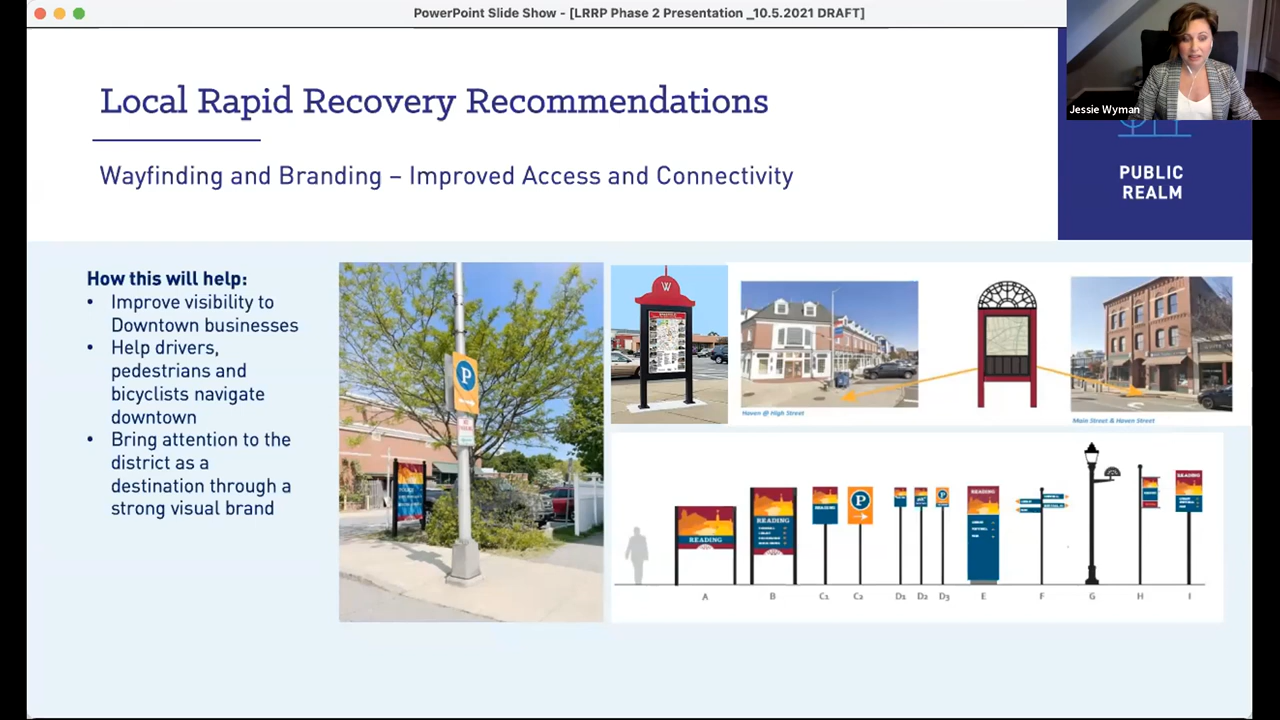 PowerPoint Slide Show - [LRRP Phase 2 Presentation _10.5.2021 DRAFT]
Jessie Wyman
Local Rapid Recovery Recommendations
Wayfinding and Branding – Improved Access and Connectivity
PUBLIC
REALM
How this will help:
• Improve visibility to
Downtown businesses
• Help drivers,
pedestrians and
bicyclists navigate
downtown
• Bring attention to the
district as a
destination through a
strong visual brand
P
W
Haven @ High Street
Main Street & Haven Street
READING
READING
READING
P
P
READING
READING
A
B
C1
C2
D1
D2
D3
E
F
G
H
I